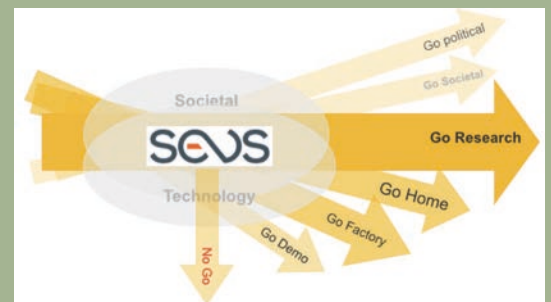 Go political
Societal
Go Societal
SEVS
Go Research
Technology
Go Home
Go Factory
Go Demo
No Go